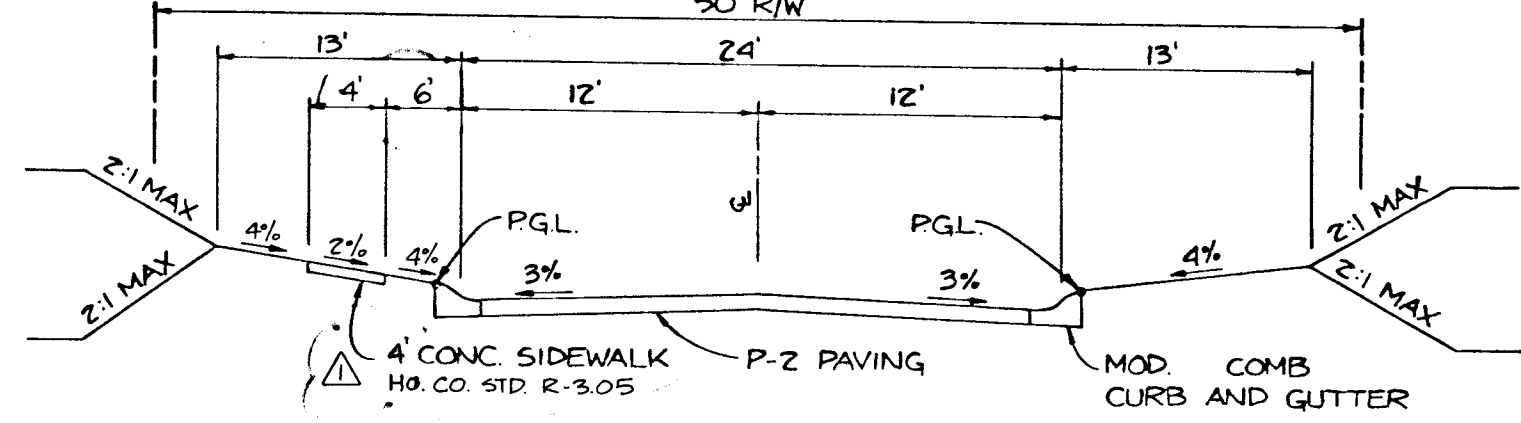 50 R/W
13' 24' 13'
4' 6' 12' 12'
2:1 MAX 2:1 MAX
P.G.L. P.G.L.
4% 2% 4% 3% 3% 4%
2:1 MAX 2:1 MAX
4' CONC. SIDEWALK
HO. CO. STD. R-3.05
1
P-2 PAVING
MOD. COMB
CURB AND GUTTER